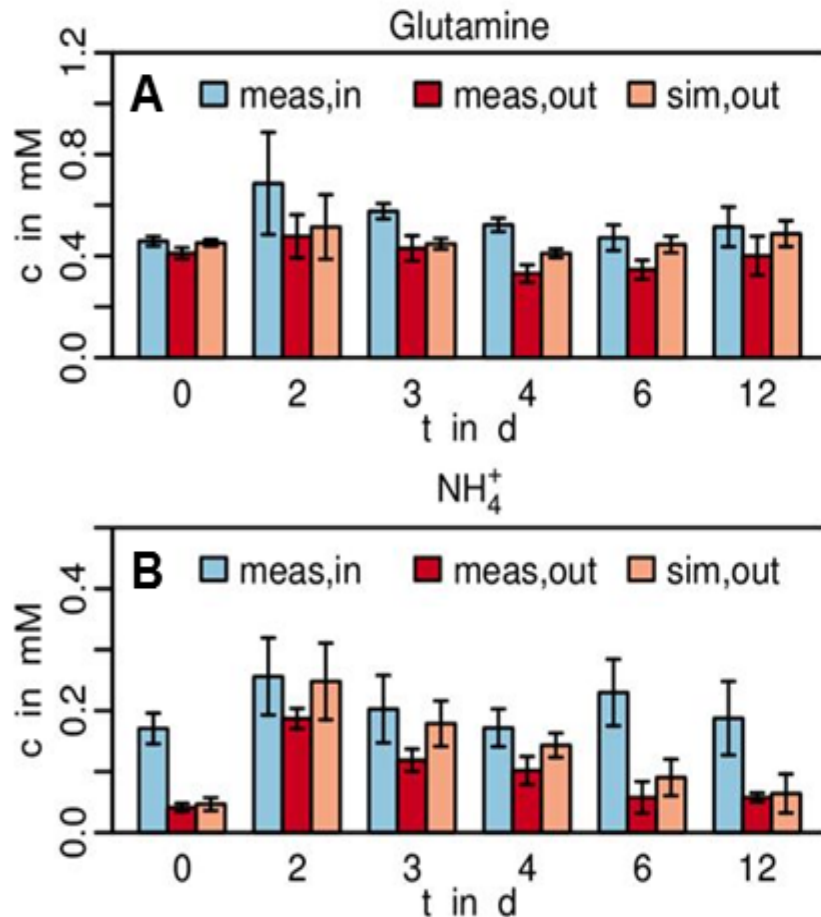 Glutamine
A meas,in meas,out sim,out
c in mM
0.0 0.4 0.8 1.2
0 2 3 4 6 12
t in d
NH₄⁺
B meas,in meas,out sim,out
c in mM
0.0 0.2 0.4
0 2 3 4 6 12
t in d